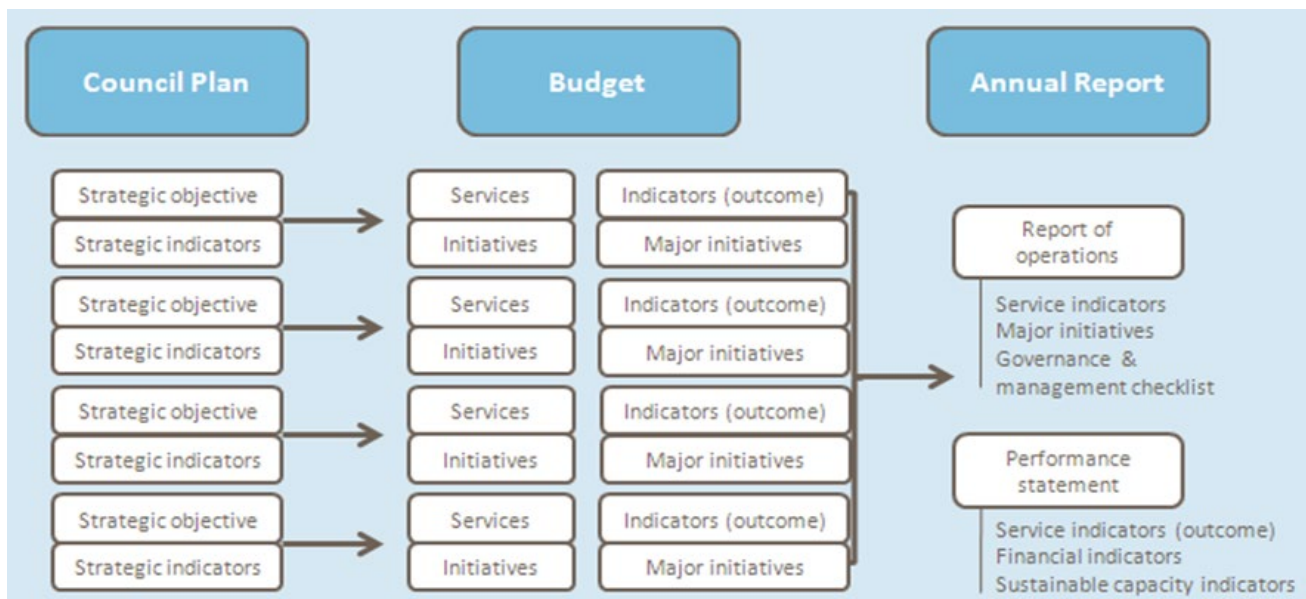 Council Plan
Budget
Annual Report
Strategic objective
Strategic indicators
Services
Initiatives
Indicators (outcome)
Major initiatives
Strategic objective
Strategic indicators
Services
Initiatives
Indicators (outcome)
Major initiatives
Strategic objective
Strategic indicators
Services
Initiatives
Indicators (outcome)
Major initiatives
Strategic objective
Strategic indicators
Services
Initiatives
Indicators (outcome)
Major initiatives
Report of
operations
Service indicators
Major initiatives
Governance &
management checklist
Performance
statement
Service indicators (outcome)
Financial indicators
Sustainable capacity indicators